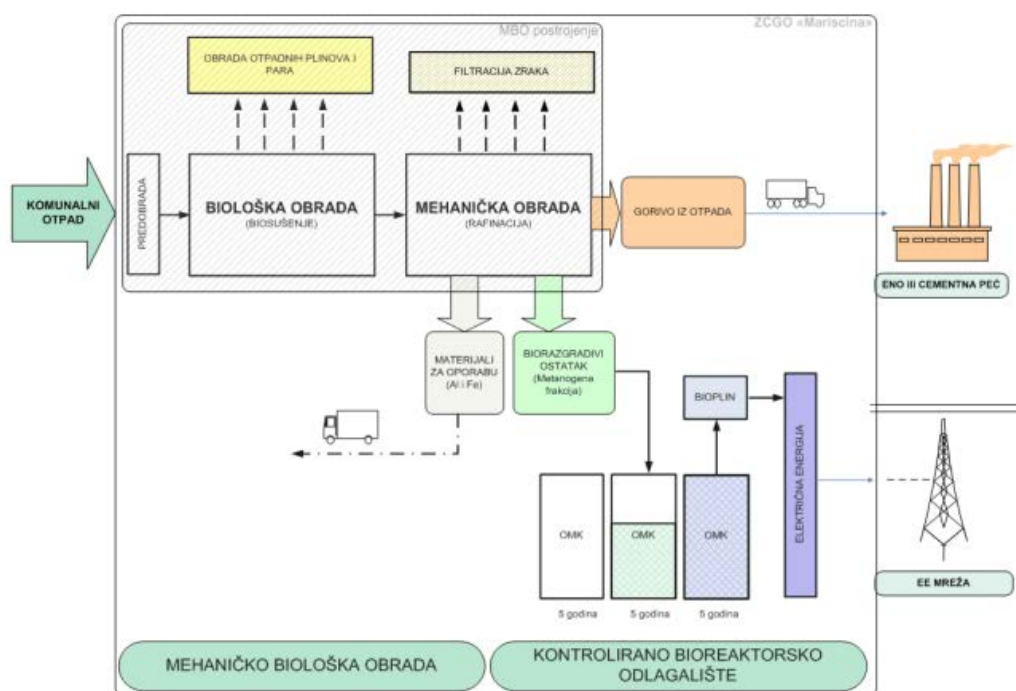 ZCGO «Mariscina»
MBO postrojenje
OBRADA OTPADNIH PLINOVA I
PARA
FILTRACIJA ZRAKA
KOMUNALNI
OTPAD
PREDOBRADA
BIOLOŠKA OBRADA
(BIOSUŠENJE)
MEHANIČKA OBRADA
(RAFINACIJA)
GORIVO IZ OTPADA
ENO ili CEMENTNA PEĆ
MATERIJALI
ZA OPORABU
(Al i Fe)
BIORAZGRADIVI
OSTATAK
(Metanogena
frakcija)
BIOPLIN
ELEKTRIČNA ENERGIJA
OMK
OMK
OMK
5 godina
5 godina
5 godina
EE MREŽA
MEHANIČKO BIOLOŠKA OBRADA
KONTROLIRANO BIOREAKTORSKO
ODLAGALIŠTE